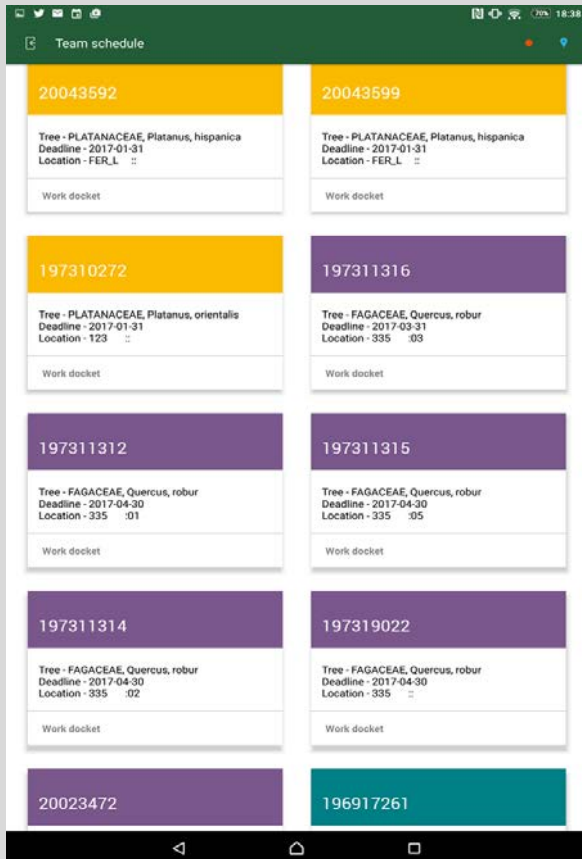 70% 18:38
Team schedule
20043592
Tree - PLATANACEAE, Platanus, hispanica
Deadline - 2017-01-31
Location - FER_L ::
Work docket
20043599
Tree - PLATANACEAE, Platanus, hispanica
Deadline - 2017-01-31
Location - FER_L ::
Work docket
197310272
Tree - PLATANACEAE, Platanus, orientalis
Deadline - 2017-01-31
Location - 123 ::
Work docket
197311316
Tree - FAGACEAE, Quercus, robur
Deadline - 2017-03-31
Location - 335 :03
Work docket
197311312
Tree - FAGACEAE, Quercus, robur
Deadline - 2017-04-30
Location - 335 :01
Work docket
197311315
Tree - FAGACEAE, Quercus, robur
Deadline - 2017-04-30
Location - 335 :05
Work docket
197311314
Tree - FAGACEAE, Quercus, robur
Deadline - 2017-04-30
Location - 335 :02
Work docket
197319022
Tree - FAGACEAE, Quercus, robur
Deadline - 2017-04-30
Location - 335 ::
Work docket
20023472
196917261